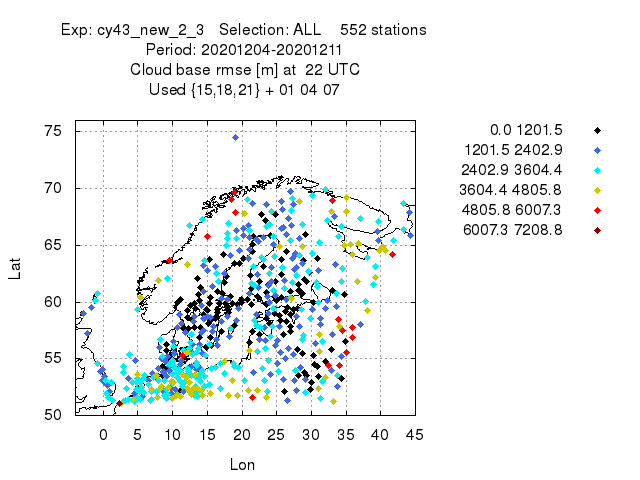 Exp: cy43_new_2_3 Selection: ALL 552 stations
Period: 20201204-20201211
Cloud base rmse [m] at 22 UTC
Used {15,18,21} + 01 04 07
75
70
65
60
55
50
Lat
0 5 10 15 20 25 30 35 40 45
Lon
0.0 1201.5
1201.5 2402.9
2402.9 3604.4
3604.4 4805.8
4805.8 6007.3
6007.3 7208.8